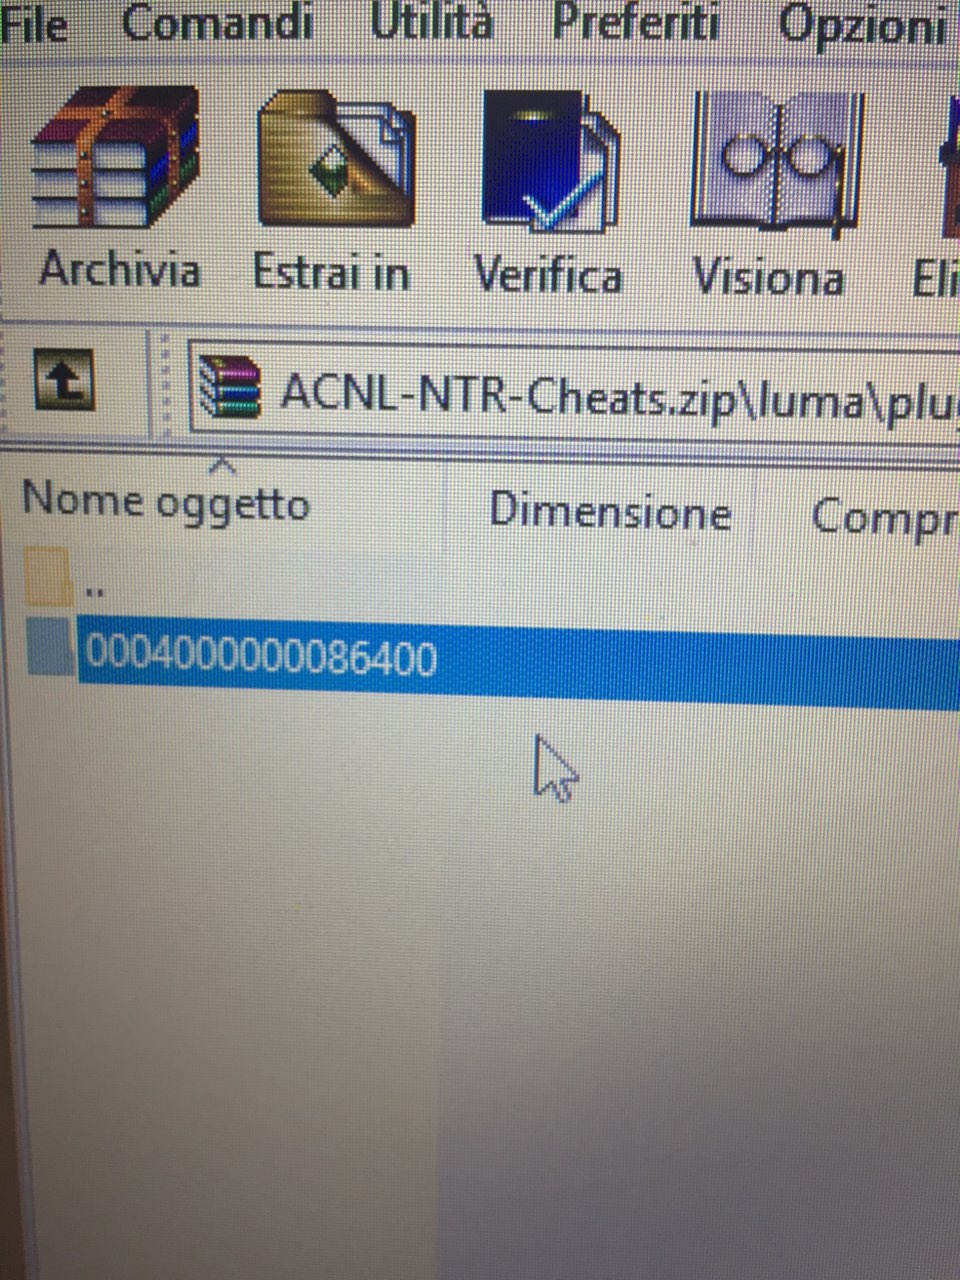 File Comandi Utilità Preferiti Opzioni
Archivia Estrai in Verifica Visiona Eli
ACNL-NTR-Cheats.zip\luma\plu
Nome oggetto Dimensione Compr
..
0004000000086400